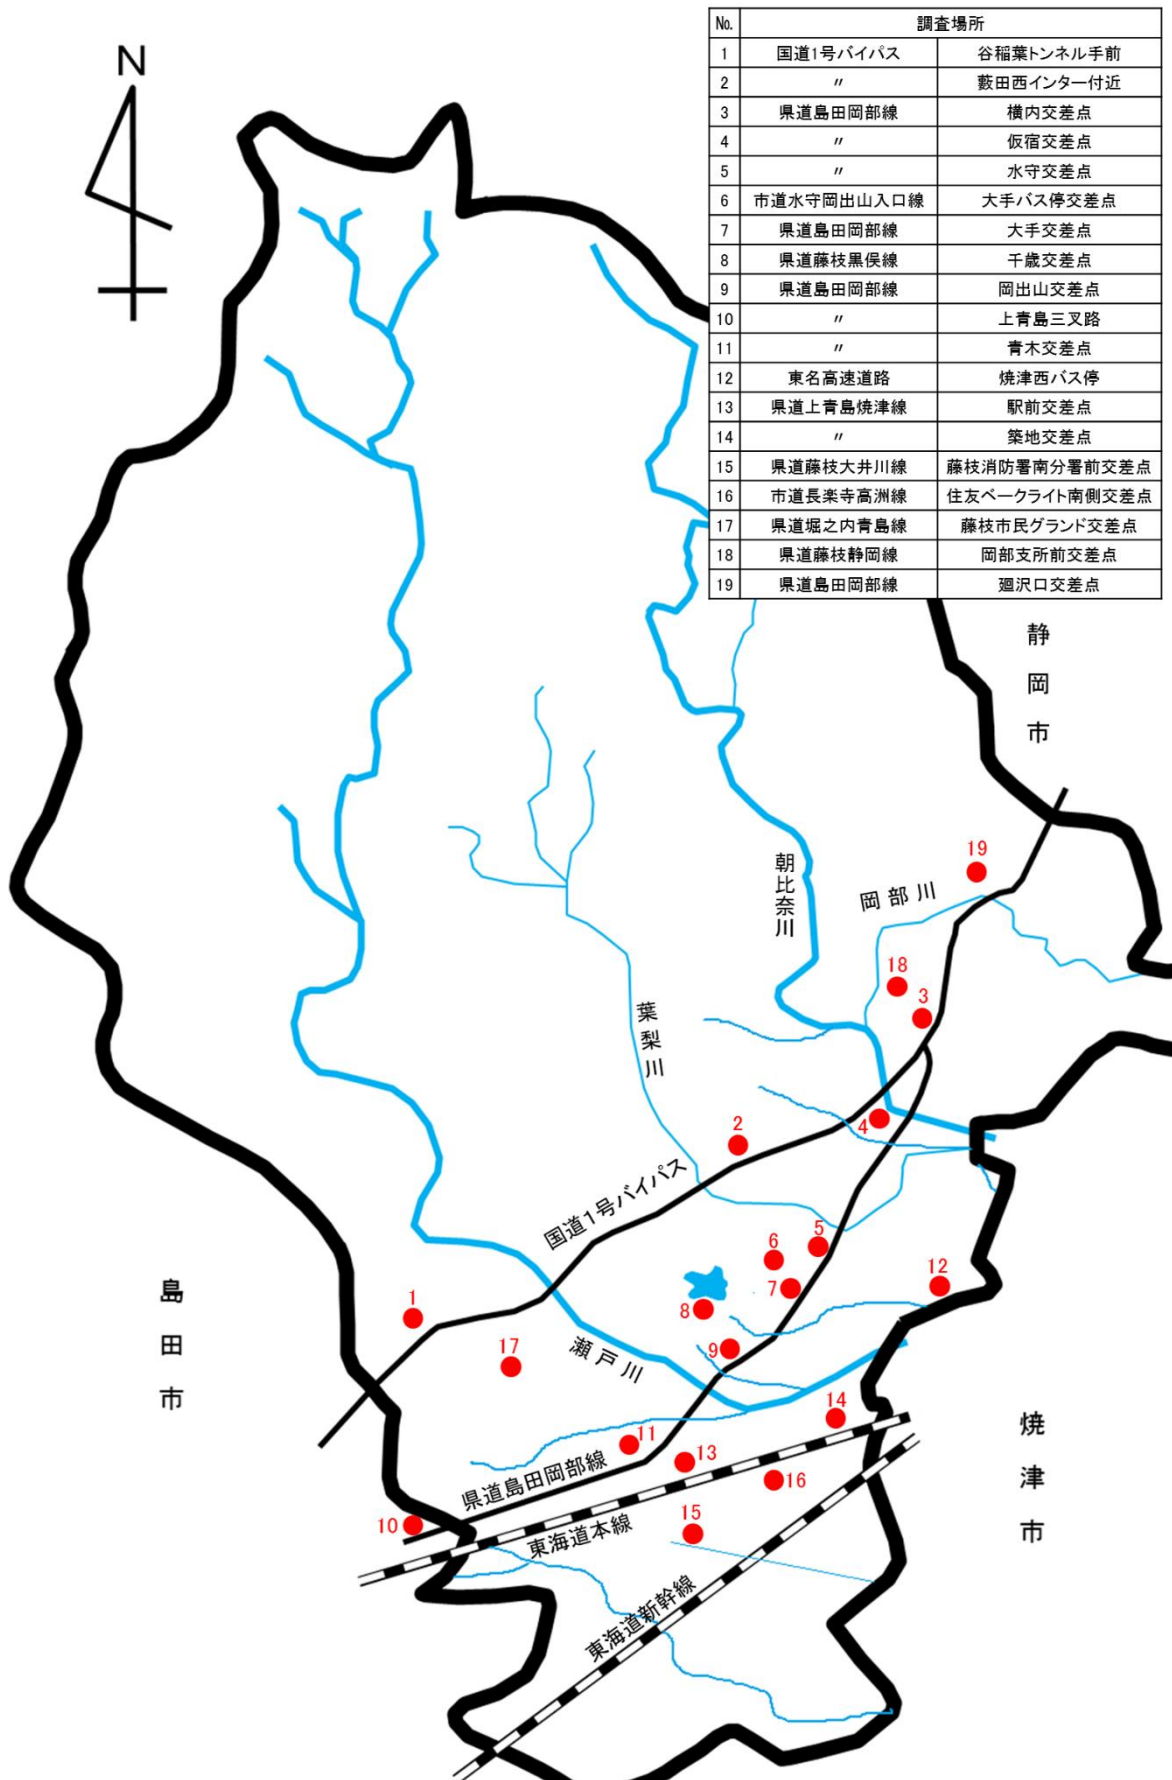 N
No. 調査場所
1 国道1号バイパス 谷稲葉トンネル手前
2 〃 藪田西インター付近
3 県道島田岡部線 横内交差点
4 〃 仮宿交差点
5 〃 水守交差点
6 市道水守岡出山入口線 大手バス停交差点
7 県道島田岡部線 大手交差点
8 県道藤枝黒俣線 千歳交差点
9 県道島田岡部線 岡出山交差点
10 〃 上青島三叉路
11 〃 青木交差点
12 東名高速道路 焼津西バス停
13 県道上青島焼津線 駅前交差点
14 〃 築地交差点
15 県道藤枝大井川線 藤枝消防署南分署前交差点
16 市道長楽寺高洲線 住友ベークライト南側交差点
17 県道堀之内青島線 藤枝市民グランド交差点
18 県道藤枝静岡線 岡部支所前交差点
19 県道島田岡部線 廻沢口交差点
静岡市
19
朝比奈川
岡部川
18
3
葉梨川
2
4
国道1号バイパス
5
6
7
12
島田市
1
8
17
瀬戸川
9
14
焼津市
11
13
県道島田岡部線
16
10
15
東海道本線
東海道新幹線